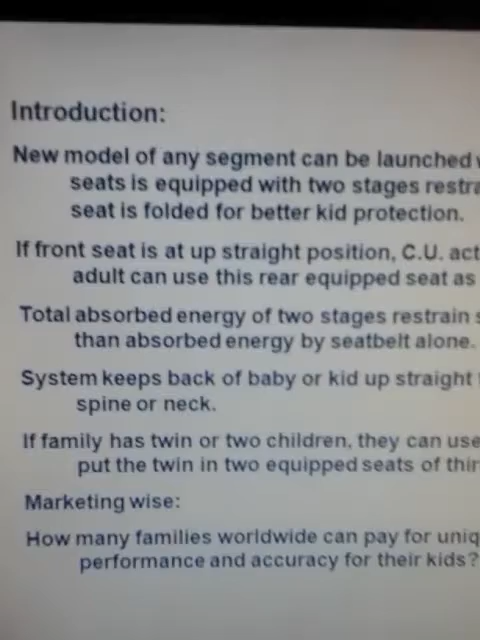 Introduction:
New model of any segment can be launched
seats is equipped with two stages
seat is folded for better kid protection.
If front seat is at up straight position, C.U.
adult can use this rear equipped seat as
Total absorbed energy of two stages restrain
than absorbed energy by seatbelt alone.
System keeps back of baby or kid up straight
spine or neck.
If family has twin or two children, they can use
put the twin in two equipped seats of
Marketing wise:
How many families worldwide can pay for
performance and accuracy for their kids?